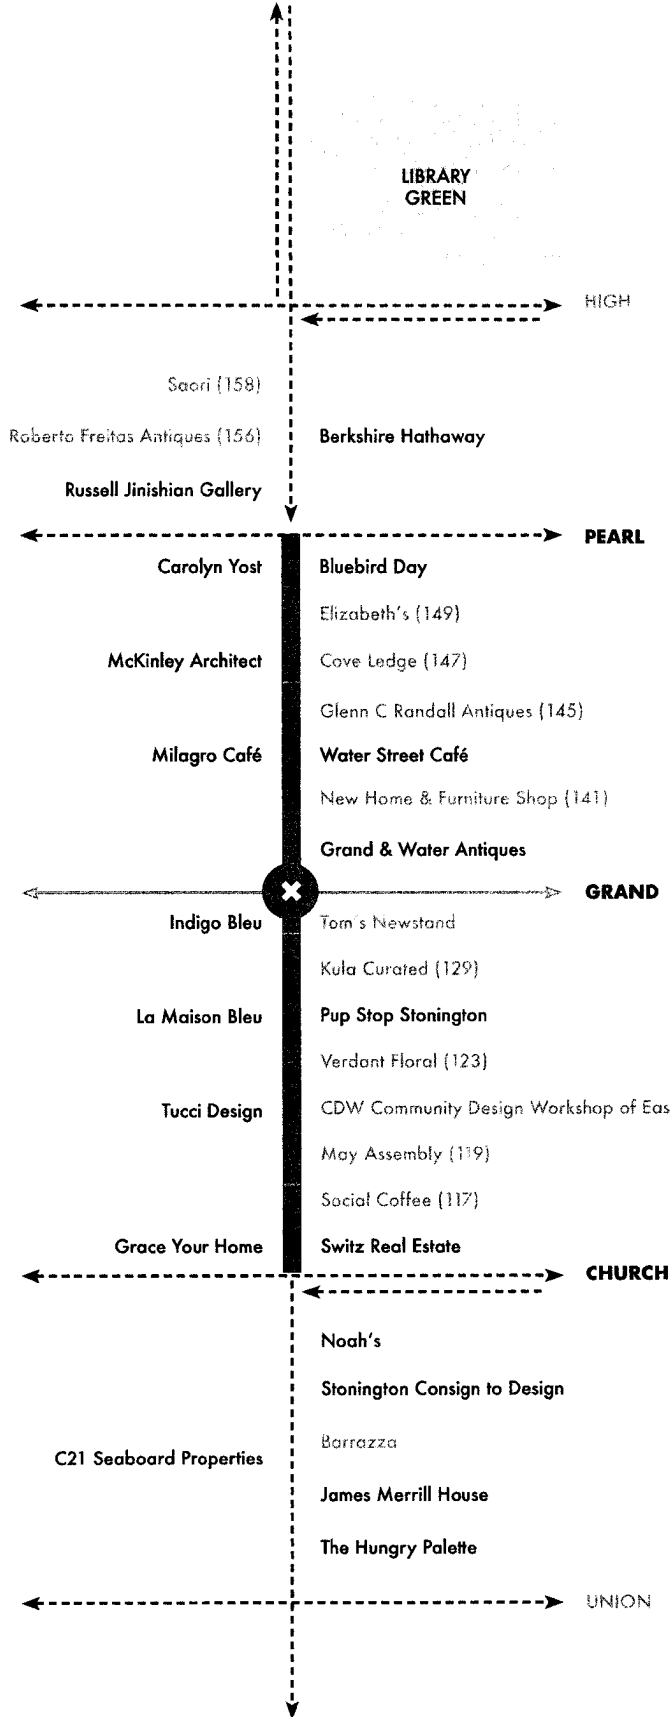 LIBRARY
GREEN
HIGH
Saori (158)
Roberto Freitas Antiques (156)
Berkshire Hathaway
Russell Jinishian Gallery
PEARL
Carolyn Yost
Bluebird Day
Elizabeth's (149)
McKinley Architect
Cove Ledge (147)
Glenn C Randall Antiques (145)
Milagro Café
Water Street Café
New Home & Furniture Shop (141)
Grand & Water Antiques
GRAND
Indigo Bleu
Tom's Newstand
Kula Curated (129)
La Maison Bleu
Pup Stop Stonington
Verdant Floral (123)
Tucci Design
CDW Community Design Workshop of Eas
May Assembly (119)
Social Coffee (117)
Grace Your Home
Switz Real Estate
CHURCH
Noah's
Stonington Consign to Design
Barrazza
C21 Seaboard Properties
James Merrill House
The Hungry Palette
UNION